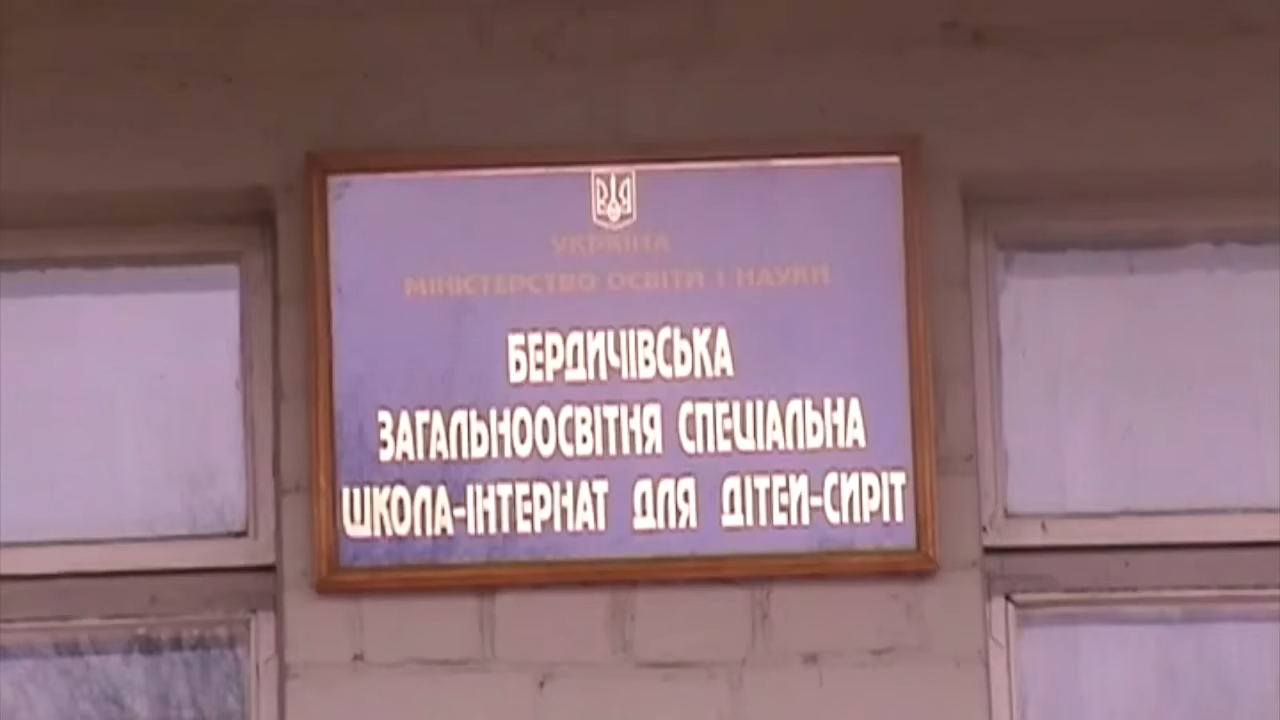 УКРАЇНА
МІНІСТЕРСТВО ОСВІТИ І НАУКИ
БЕРДИЧІВСЬКА
ЗАГАЛЬНООСВІТНЯ СПЕЦІАЛЬНА
ШКОЛА-ІНТЕРНАТ ДЛЯ ДІТЕЙ-СИРІТ